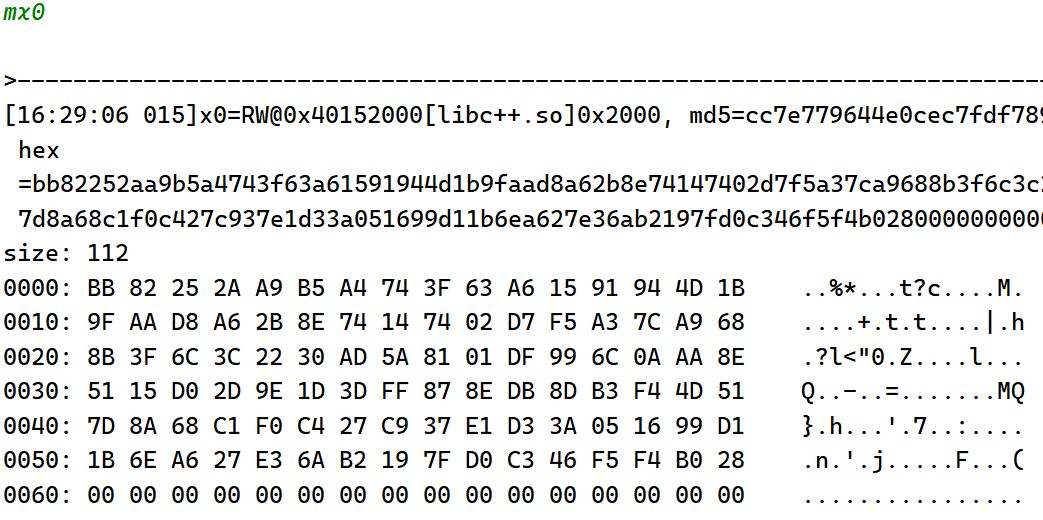 mx0
>-----------------------------------------------------------------------------
[16:29:06 015]x0=RW@0x40152000[libc++.so]0x2000, md5=cc7e779644e0cec7fdf789
hex
=bb82252aa9b5a4743f63a61591944d1b9faad8a62b8e74147402d7f5a37ca9688b3f6c3c2
7d8a68c1f0c427c937e1d33a051699d11b6ea627e36ab2197fd0c346f5f4b0280000000000
size: 112
0000: BB 82 25 2A A9 B5 A4 74 3F 63 A6 15 91 94 4D 1B    ..%*...t?c....M.
0010: 9F AA D8 A6 2B 8E 74 14 74 02 D7 F5 A3 7C A9 68    ....+.t.t....|.h
0020: 8B 3F 6C 3C 22 30 AD 5A 81 01 DF 99 6C 0A AA 8E    .?l<"0.Z....l...
0030: 51 15 D0 2D 9E 1D 3D FF 87 8E DB 8D B3 F4 4D 51    Q..-..=.......MQ
0040: 7D 8A 68 C1 F0 C4 27 C9 37 E1 D3 3A 05 16 99 D1    }.h...'.7..:....
0050: 1B 6E A6 27 E3 6A B2 19 7F D0 C3 46 F5 F4 B0 28    .n.'.j.....F...(
0060: 00 00 00 00 00 00 00 00 00 00 00 00 00 00 00 00    ................